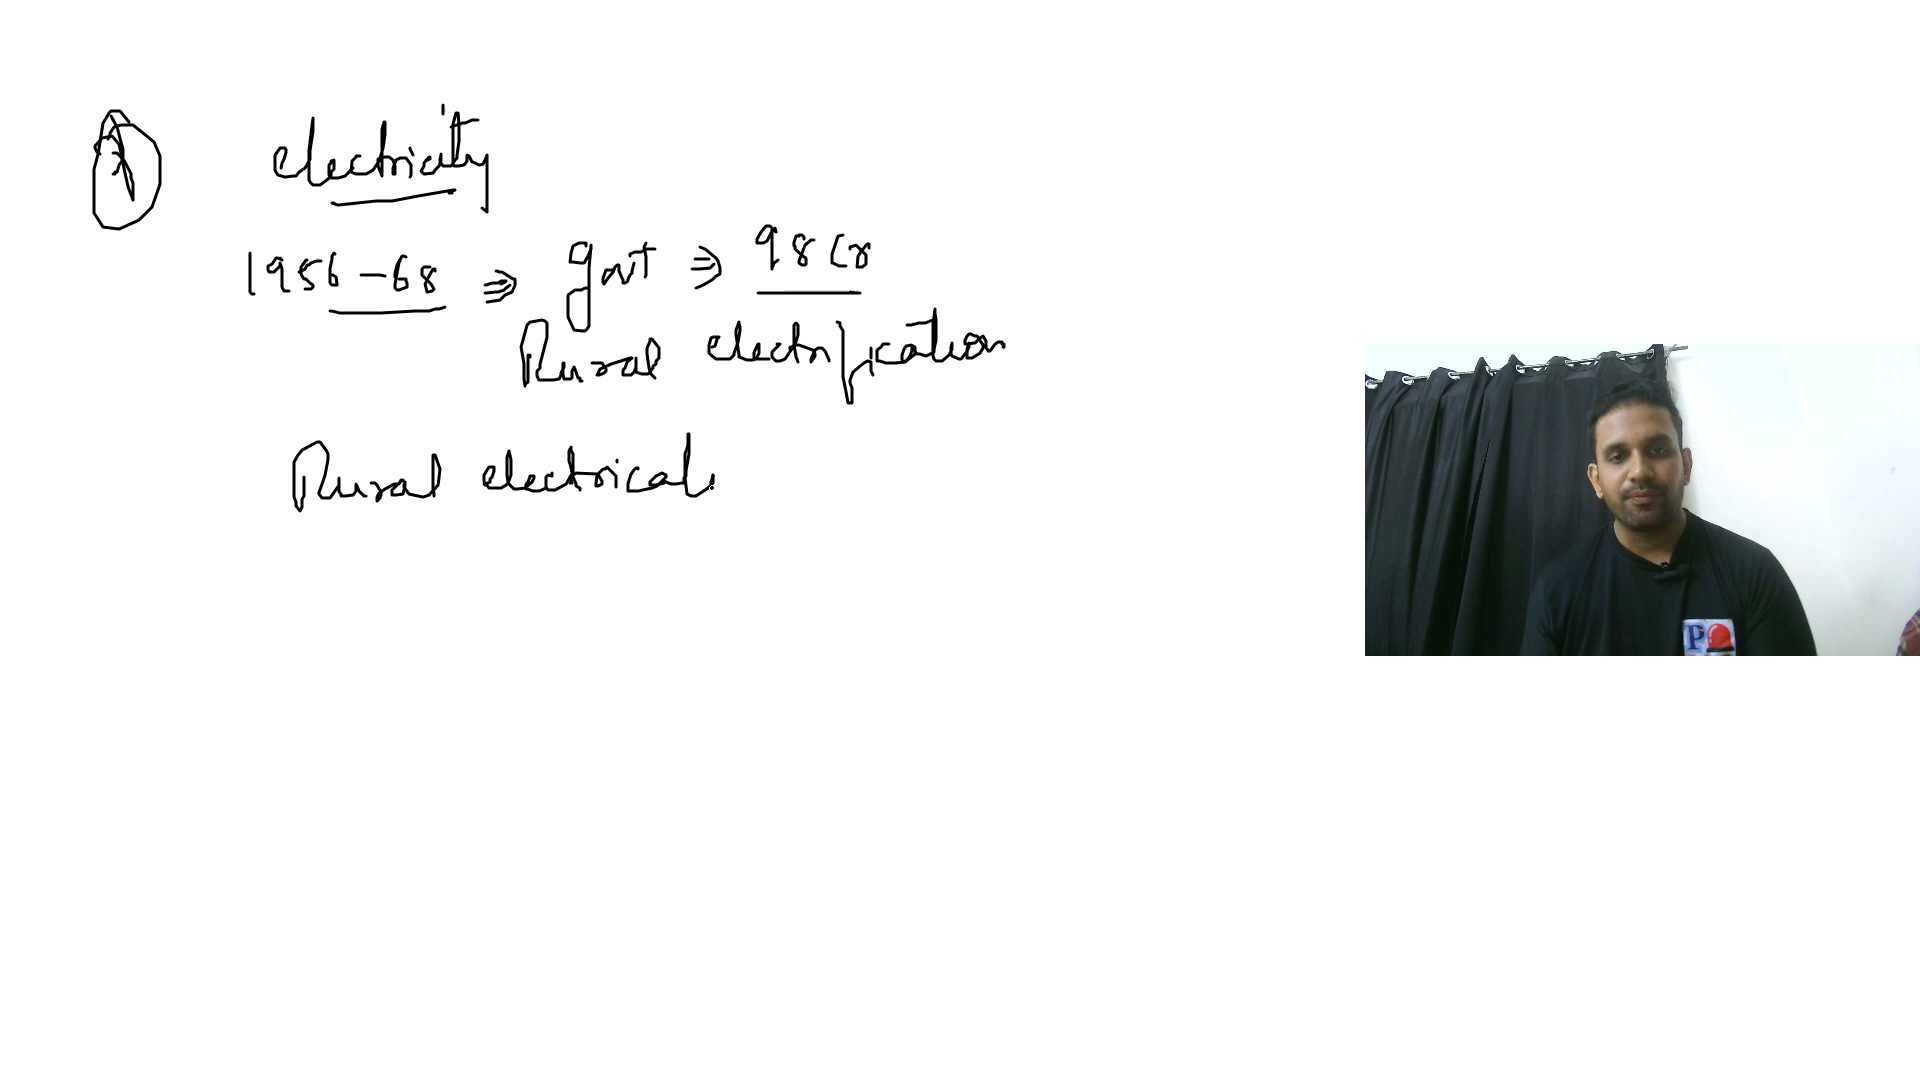 electricity
1956-68 ⇒ govt ⇒ 98 Cr
Rural electrification
Rural electrical.
P